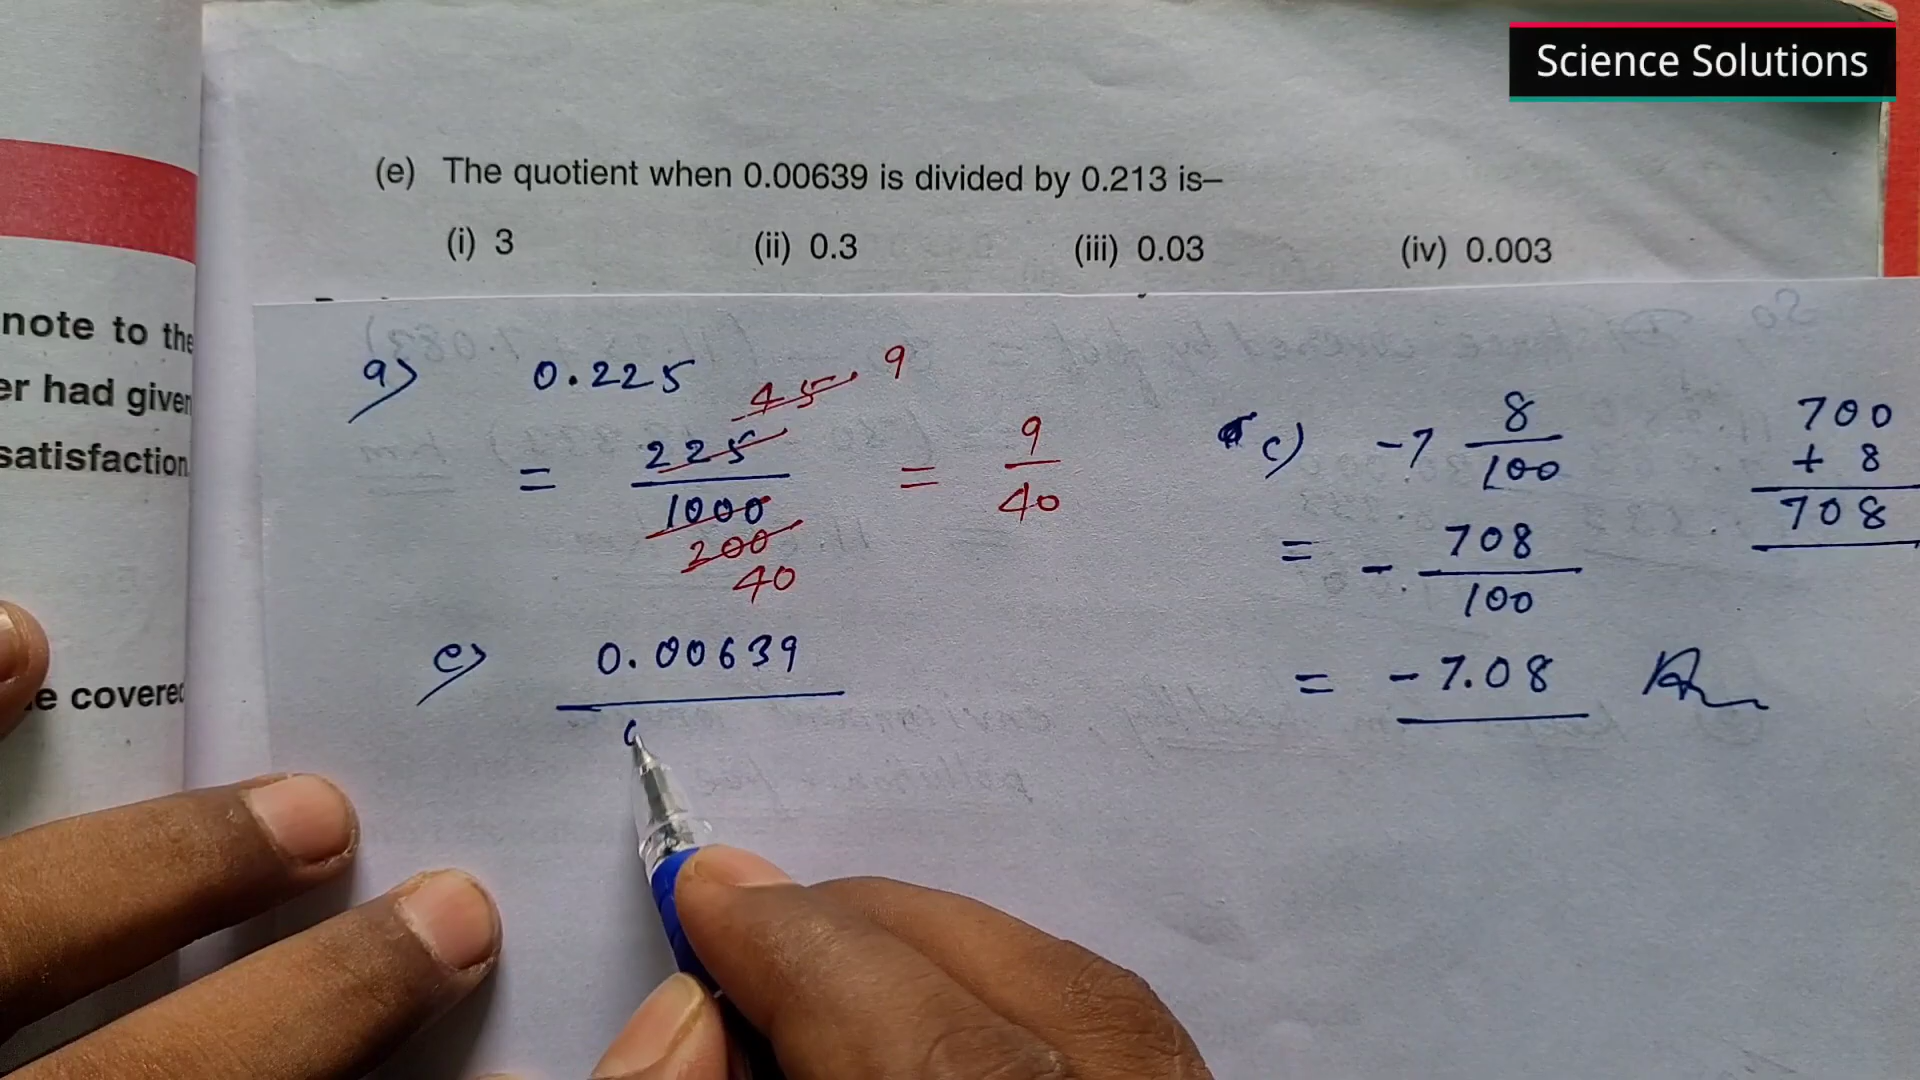 Science Solutions
(e) The quotient when 0.00639 is divided by 0.213 is–
(i) 3 (ii) 0.3 (iii) 0.03 (iv) 0.003
note to the
er had given
satisfaction
e covered
a) 0.225
= 225/1000 = 9/40
45 9
200
40
c) -7 8/100
= - 708/100
= -7.08
700
+ 8
708
e) 0.00639
0